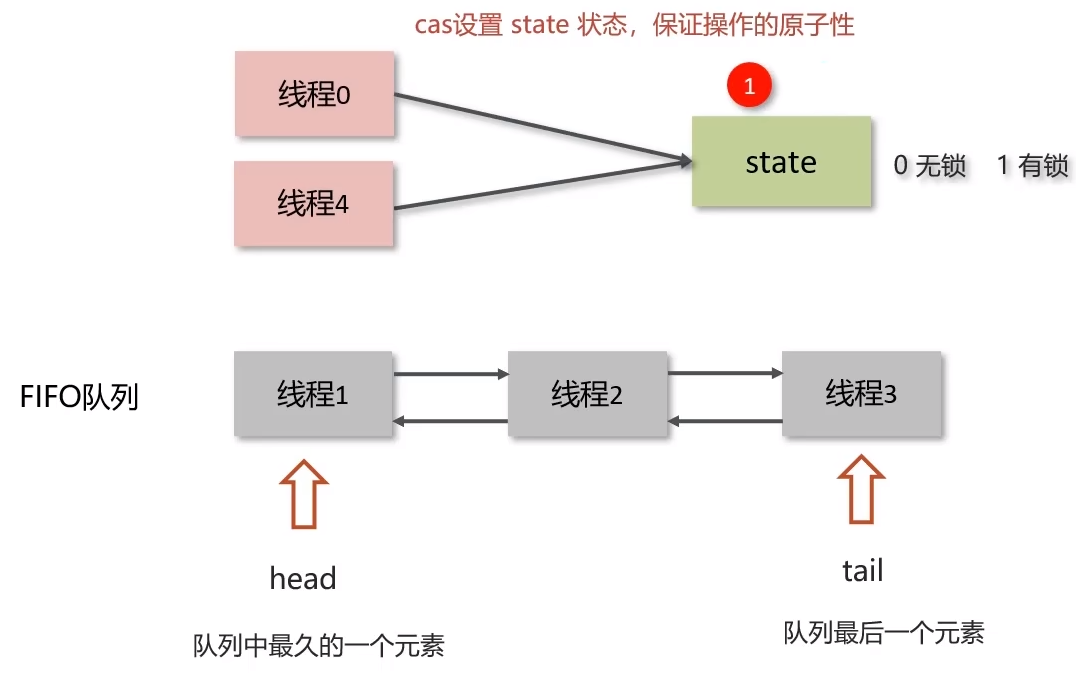 cas设置 state 状态，保证操作的原子性
线程0
1
state
0 无锁 1 有锁
线程4
FIFO队列
线程1
线程2
线程3
head
tail
队列中最久的一个元素
队列最后一个元素